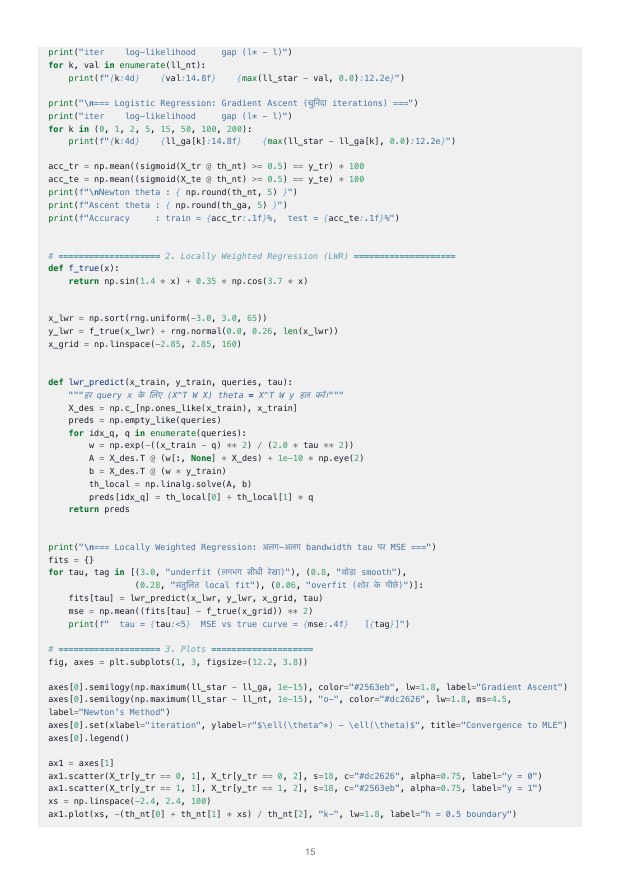 print("iter    log-likelihood     gap (l* − l)")
for k, val in enumerate(ll_nt):
    print(f"{k:4d}    {val:14.8f}    {max(ll_star − val, 0.0):12.2e}")
print("\n=== Logistic Regression: Gradient Ascent (चुनिंदा iterations) ===")
print("iter    log-likelihood     gap (l* − l)")
for k in (0, 1, 2, 5, 15, 50, 100, 200):
    print(f"{k:4d}    {ll_ga[k]:14.8f}    {max(ll_star − ll_ga[k], 0.0):12.2e}")
acc_tr = np.mean((sigmoid(X_tr @ th_nt) >= 0.5) == y_tr) * 100
acc_te = np.mean((sigmoid(X_te @ th_nt) >= 0.5) == y_te) * 100
print(f"\nNewton theta : { np.round(th_nt, 5) }")
print(f"Ascent theta : { np.round(th_ga, 5) }")
print(f"Accuracy     : train = {acc_tr:.1f}%,  test = {acc_te:.1f}%")
# ==================== 2. Locally Weighted Regression (LWR) ====================
def f_true(x):
    return np.sin(1.4 * x) + 0.35 * np.cos(3.7 * x)
x_lwr = np.sort(rng.uniform(−3.0, 3.0, 65))
y_lwr = f_true(x_lwr) + rng.normal(0.0, 0.26, len(x_lwr))
x_grid = np.linspace(−2.85, 2.85, 160)
def lwr_predict(x_train, y_train, queries, tau):
    """हर query x के लिए (X^T W X) theta = X^T W y हल करें"""
    X_des = np.c_[np.ones_like(x_train), x_train]
    preds = np.empty_like(queries)
    for idx_q, q in enumerate(queries):
        w = np.exp(−((x_train − q) ** 2) / (2.0 * tau ** 2))
        A = X_des.T @ (w[:, None] * X_des) + 1e−10 * np.eye(2)
        b = X_des.T @ (w * y_train)
        th_local = np.linalg.solve(A, b)
        preds[idx_q] = th_local[0] + th_local[1] * q
    return preds
print("\n=== Locally Weighted Regression: अलग-अलग bandwidth tau पर MSE ===")
fits = {}
for tau, tag in [(3.0, "underfit (लगभग सीधी रेखा)"), (0.8, "थोड़ा smooth"),
                 (0.28, "संतुलित local fit"), (0.06, "overfit (शोर के पीछे)")]:
    fits[tau] = lwr_predict(x_lwr, y_lwr, x_grid, tau)
    mse = np.mean((fits[tau] − f_true(x_grid)) ** 2)
    print(f"  tau = {tau:<5}  MSE vs true curve = {mse:.4f}   [{tag}]")
# ==================== 3. Plots ====================
fig, axes = plt.subplots(1, 3, figsize=(12.2, 3.8))
axes[0].semilogy(np.maximum(ll_star − ll_ga, 1e−15), color="#2563eb", lw=1.8, label="Gradient Ascent")
axes[0].semilogy(np.maximum(ll_star − ll_nt, 1e−15), "o−", color="#dc2626", lw=1.8, ms=4.5,
label="Newton's Method")
axes[0].set(xlabel="iteration", ylabel=r"$\ell(\theta^*) − \ell(\theta)$", title="Convergence to MLE")
axes[0].legend()
ax1 = axes[1]
ax1.scatter(X_tr[y_tr == 0, 1], X_tr[y_tr == 0, 2], s=18, c="#dc2626", alpha=0.75, label="y = 0")
ax1.scatter(X_tr[y_tr == 1, 1], X_tr[y_tr == 1, 2], s=18, c="#2563eb", alpha=0.75, label="y = 1")
xs = np.linspace(−2.4, 2.4, 100)
ax1.plot(xs, −(th_nt[0] + th_nt[1] * xs) / th_nt[2], "k−", lw=1.8, label="h = 0.5 boundary")
15